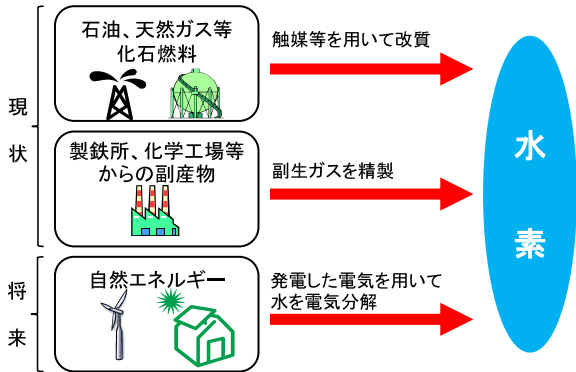 現状
石油、天然ガス等
化石燃料
触媒等を用いて改質
製鉄所、化学工場等
からの副産物
副生ガスを精製
将来
自然エネルギー
発電した電気を用いて
水を電気分解
水素